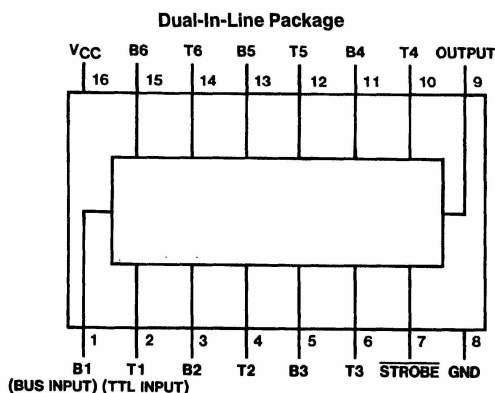 Dual-In-Line Package
VCC B6 T6 B5 T5 B4 T4 OUTPUT
16 15 14 13 12 11 10 9
1 2 3 4 5 6 7 8
B1 T1 B2 T2 B3 T3 STROBE GND
(BUS INPUT) (TTL INPUT)